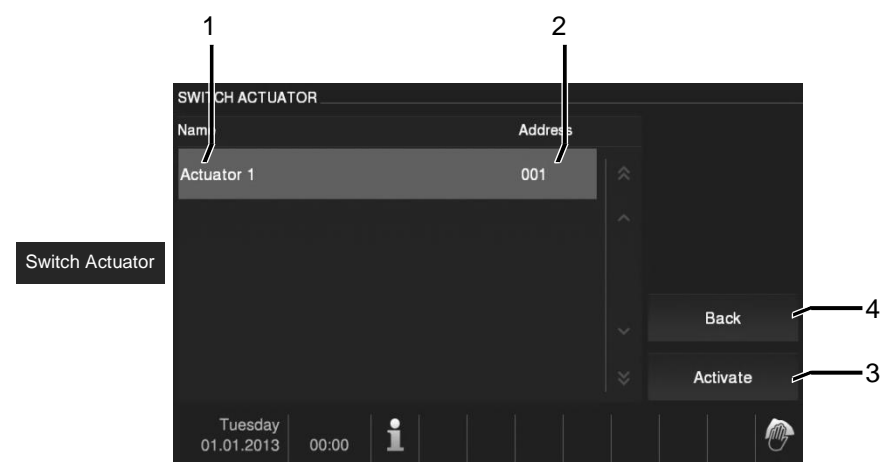 1 2
SWITCH ACTUATOR
Name Address
Actuator 1 001
Switch Actuator
Back 4
Activate 3
Tuesday
01.01.2013 00:00